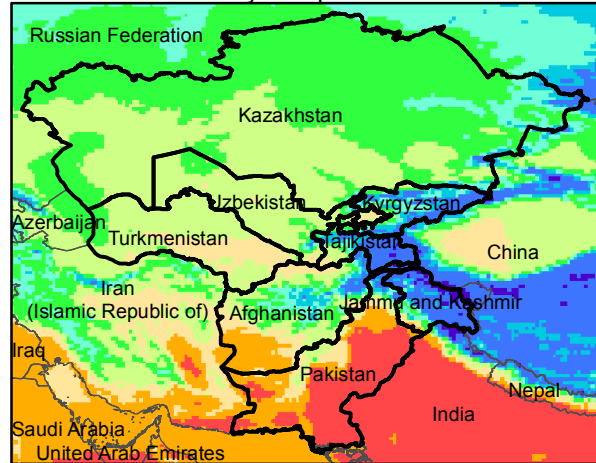 Russian Federation
Kazakhstan
Uzbekistan
Kyrgyzstan
Azerbaijan
Turkmenistan
Tajikistan
China
Iran
(Islamic Republic of)
Afghanistan
Jammu and Kashmir
Iraq
Pakistan
Nepal
India
Saudi Arabia
United Arab Emirates